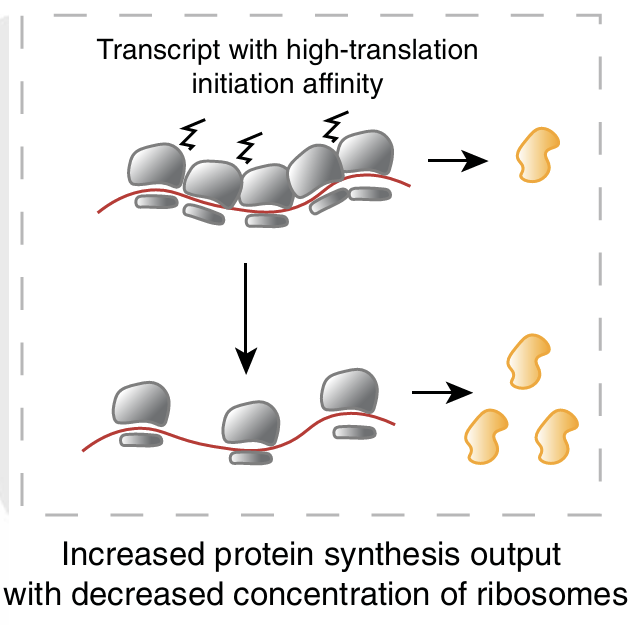 Transcript with high-translation
initiation affinity
Increased protein synthesis output
with decreased concentration of ribosomes